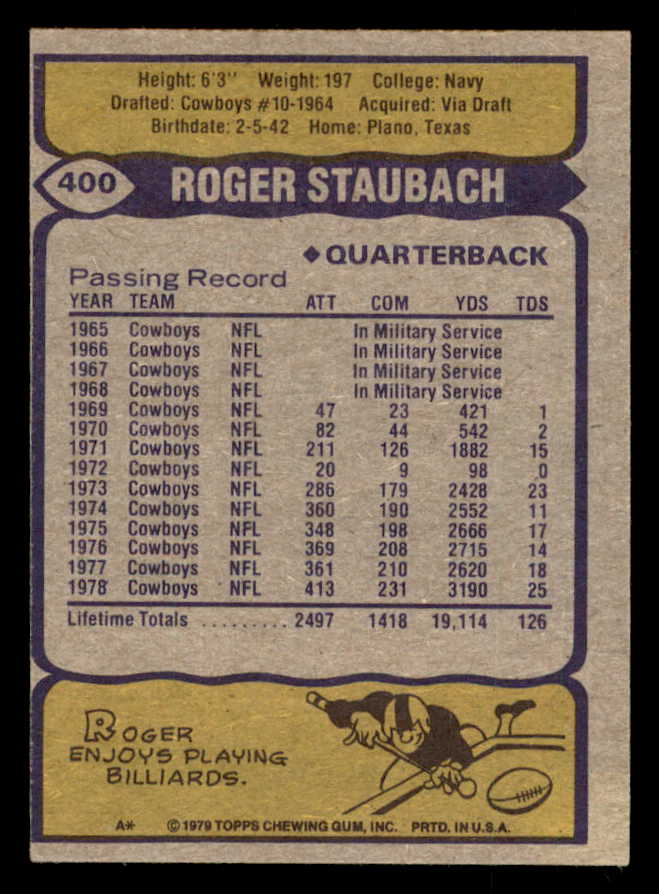 Height: 6'3" Weight: 197 College: Navy
Drafted: Cowboys #10-1964 Acquired: Via Draft
Birthdate: 2-5-42 Home: Plano, Texas
400 ROGER STAUBACH
◆QUARTERBACK
Passing Record
YEAR TEAM ATT COM YDS TDS
1965 Cowboys NFL In Military Service
1966 Cowboys NFL In Military Service
1967 Cowboys NFL In Military Service
1968 Cowboys NFL In Military Service
1969 Cowboys NFL 47 23 421 1
1970 Cowboys NFL 82 44 542 2
1971 Cowboys NFL 211 126 1882 15
1972 Cowboys NFL 20 9 98 0
1973 Cowboys NFL 286 179 2428 23
1974 Cowboys NFL 360 190 2552 11
1975 Cowboys NFL 348 198 2666 17
1976 Cowboys NFL 369 208 2715 14
1977 Cowboys NFL 361 210 2620 18
1978 Cowboys NFL 413 231 3190 25
Lifetime Totals ......... 2497 1418 19,114 126
ROGER
ENJOYS PLAYING
BILLIARDS.
A* © 1979 TOPPS CHEWING GUM, INC. PRTD. IN U.S.A.